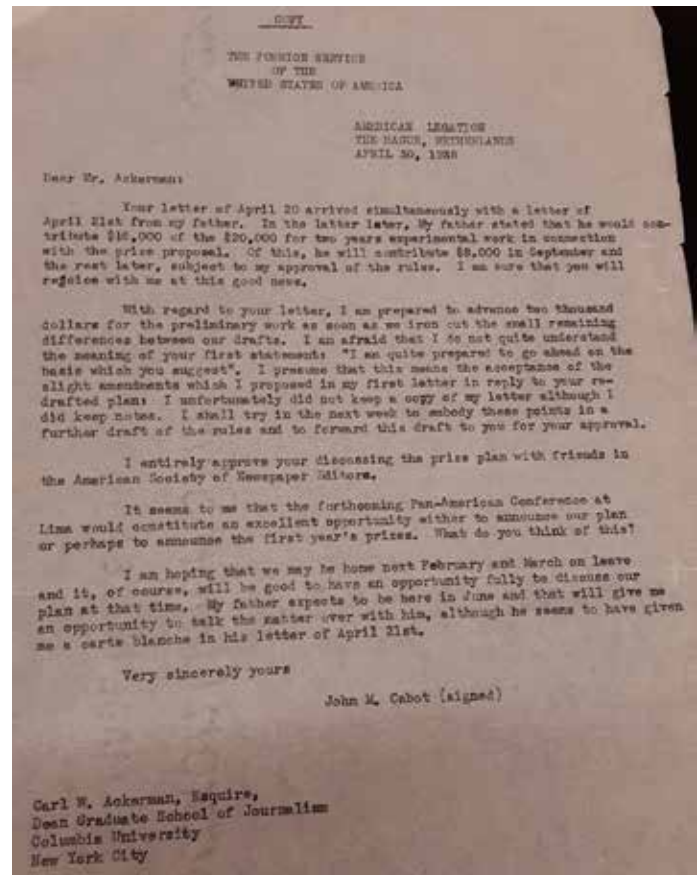 COPY
THE FOREIGN SERVICE
OF THE
UNITED STATES OF AMERICA
AMERICAN LEGATION
THE HAGUE, NETHERLANDS
APRIL 30, 1938
Dear Mr. Ackerman:
Your letter of April 20 arrived simultaneously with a letter of
April 21st from my father. In the latter later, My father stated that he would con-
tribute $16,000 of the $20,000 for two years experimental work in connection
with the prize proposal. Of this, he will contribute $8,000 in September and
the rest later, subject to my approval of the rules. I am sure that you will
rejoice with me at this good news.
With regard to your letter, I am prepared to advance two thousand
dollars for the preliminary work as soon as we iron out the small remaining
differences between our drafts. I am afraid that I do not quite understand
the meaning of your first statement: "I am quite prepared to go ahead on the
basis which you suggest". I presume that this means the acceptance of the
slight amendments which I proposed in my first letter in reply to your re-
drafted plan: I unfortunately did not keep a copy of my letter although I
did keep notes. I shall try in the next week to embody these points in a
further draft of the rules and to forward this draft to you for your approval.
I entirely approve your discussing the prize plan with friends in
the American Society of Newspaper Editors.
It seems to me that the forthcoming Pan-American Conference at
Lima would constitute an excellent opportunity either to announce our plan
or perhaps to announce the first year's prizes. What do you think of this?
I am hoping that we may be home next February and March on leave
and it, of course, will be good to have an opportunity fully to discuss our
plan at that time. My father expects to be here in June and that will give me
an opportunity to talk the matter over with him, although he seems to have given
me a carte blanche in his letter of April 21st.
Very sincerely yours
John M. Cabot (signed)
Carl W. Ackerman, Esquire,
Dean Graduate School of Journalism
Columbia University
New York City